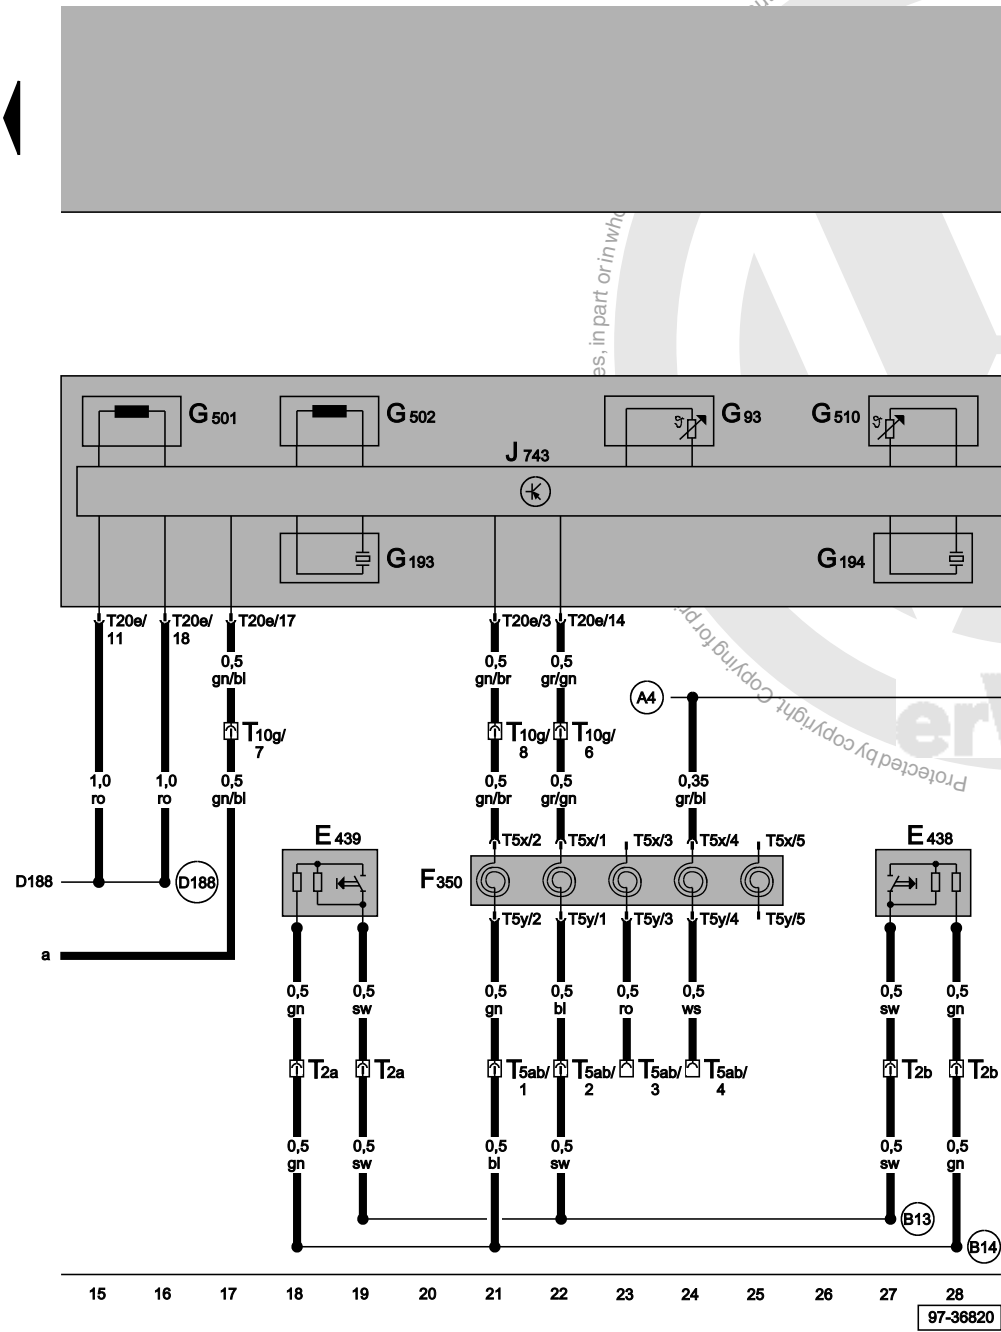 es, in part or in who
G501
G502
G93
G510
J743
G193
G194
T20e/
11
T20e/
18
T20e/17
T20e/3
T20e/14
0,5
gn/bl
0,5
gn/br
0,5
gr/gn
A4
T10g/
7
T10g/
8
T10g/
6
1,0
ro
1,0
ro
0,5
gn/bl
0,5
gn/br
0,5
gr/gn
0,35
gr/bl
Protected by copyright. Copying for pri
erW
E439
T5x/2
T5x/1
T5x/3
T5x/4
T5x/5
E438
D188
D188
F350
T5y/2
T5y/1
T5y/3
T5y/4
T5y/5
a
0,5
gn
0,5
sw
0,5
gn
0,5
bl
0,5
ro
0,5
ws
0,5
sw
0,5
gn
T2a
T2a
T5ab/
1
T5ab/
2
T5ab/
3
T5ab/
4
T2b
T2b
0,5
gn
0,5
sw
0,5
bl
0,5
sw
0,5
sw
0,5
gn
B13
B14
15 16 17 18 19 20 21 22 23 24 25 26 27 28
97-36820